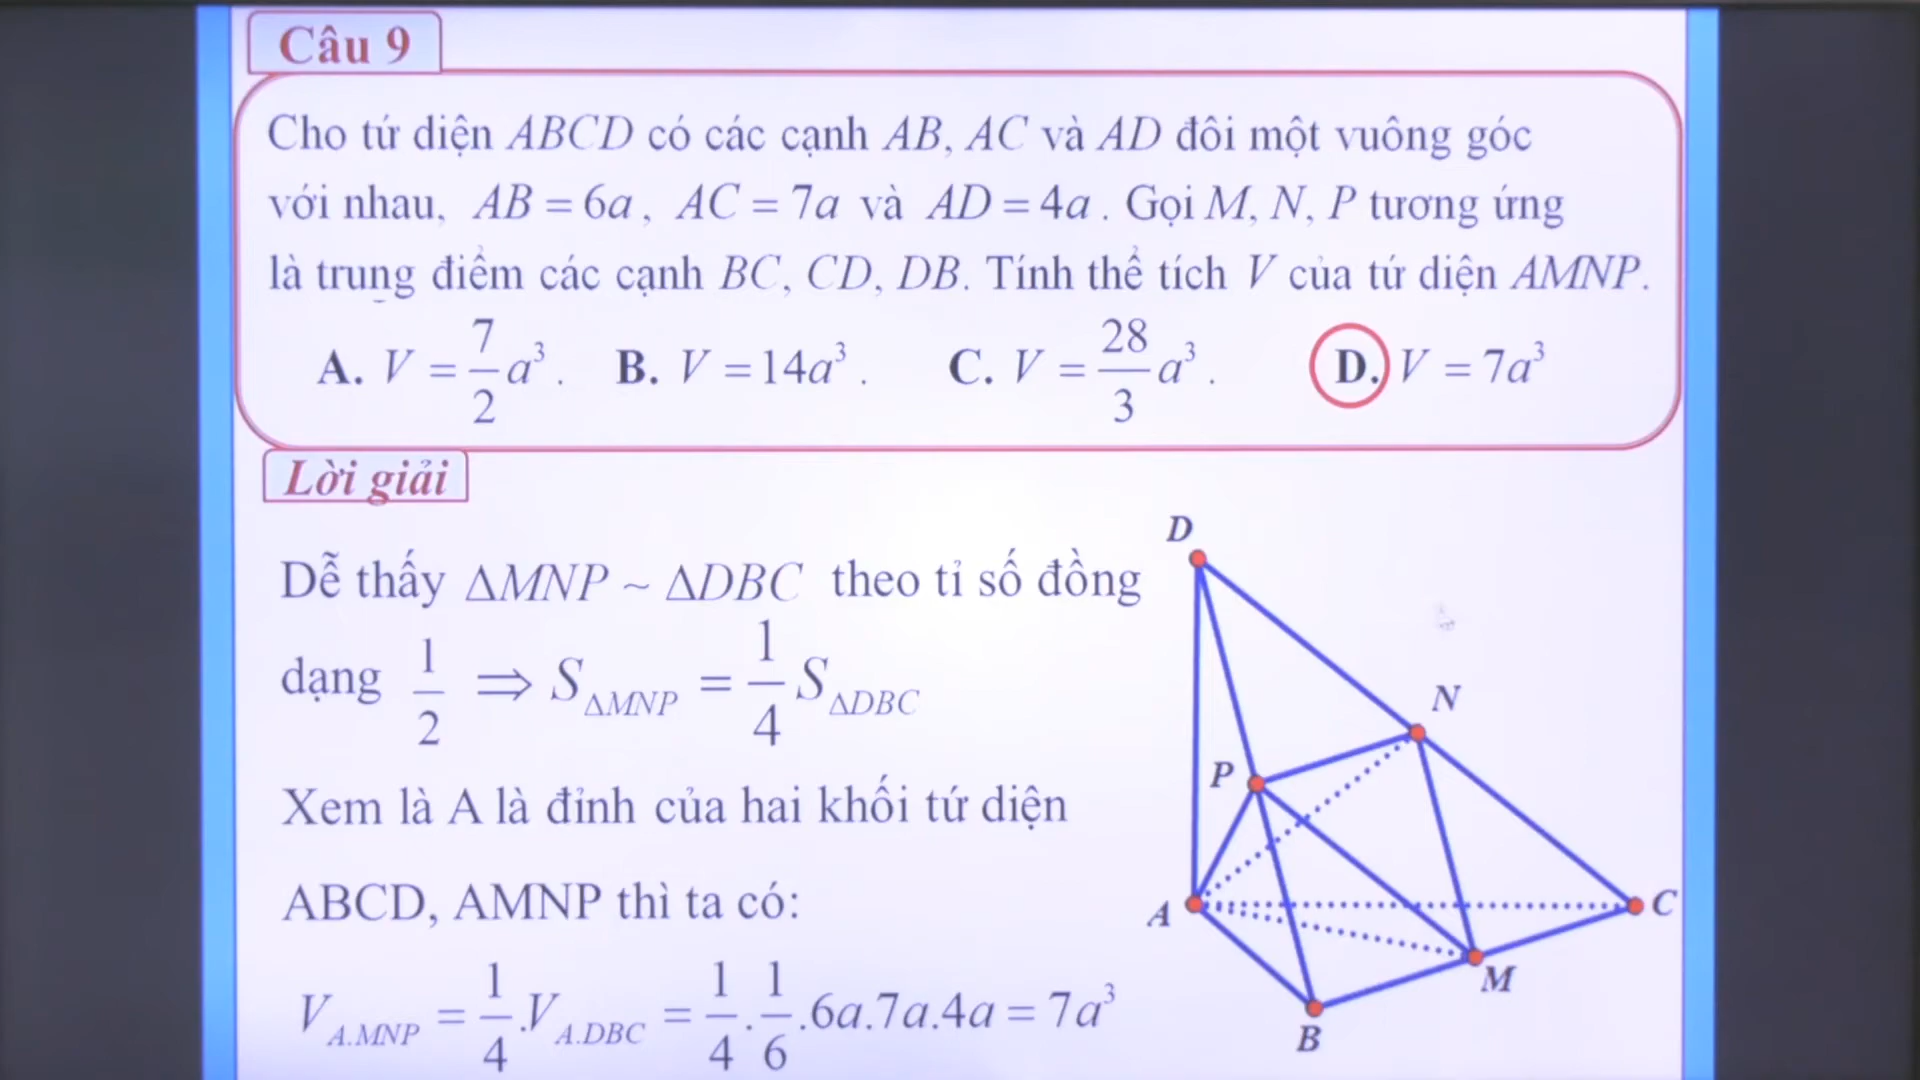 Câu 9
Cho tứ diện ABCD có các cạnh AB, AC và AD đôi một vuông góc
với nhau, AB = 6a, AC = 7a và AD = 4a. Gọi M, N, P tương ứng
là trung điểm các cạnh BC, CD, DB. Tính thể tích V của tứ diện AMNP.
A. V = 7/2 a³. B. V = 14a³. C. V = 28/3 a³. D. V = 7a³
Lời giải
Dễ thấy ΔMNP ~ ΔDBC theo tỉ số đồng
dạng 1/2 ⇒ S_ΔMNP = 1/4 S_ΔDBC
Xem là A là đỉnh của hai khối tứ diện
ABCD, AMNP thì ta có:
V_A.MNP = 1/4 .V_A.DBC = 1/4 . 1/6 .6a.7a.4a = 7a³
D
N
P
A
C
M
B